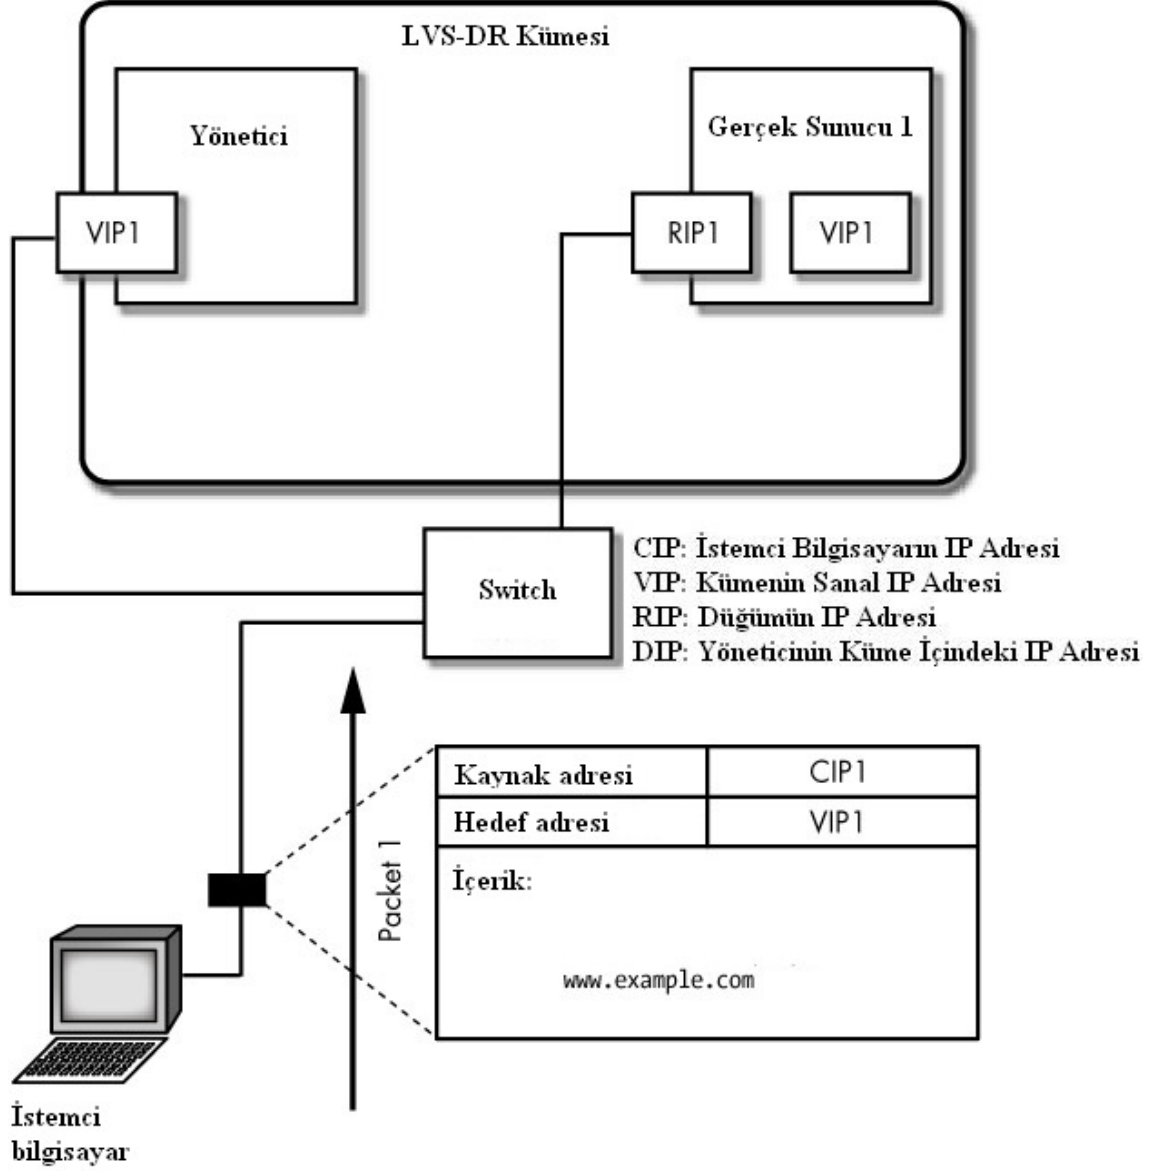 LVS-DR Kümesi
Yönetici
Gerçek Sunucu 1
VIP1
RIP1
VIP1
Switch
CIP: İstemci Bilgisayarın IP Adresi
VIP: Kümenin Sanal IP Adresi
RIP: Düğümün IP Adresi
DIP: Yöneticinin Küme İçindeki IP Adresi
Packet 1
Kaynak adresi CIP1
Hedef adresi VIP1
İçerik:
www.example.com
İstemci
bilgisayar